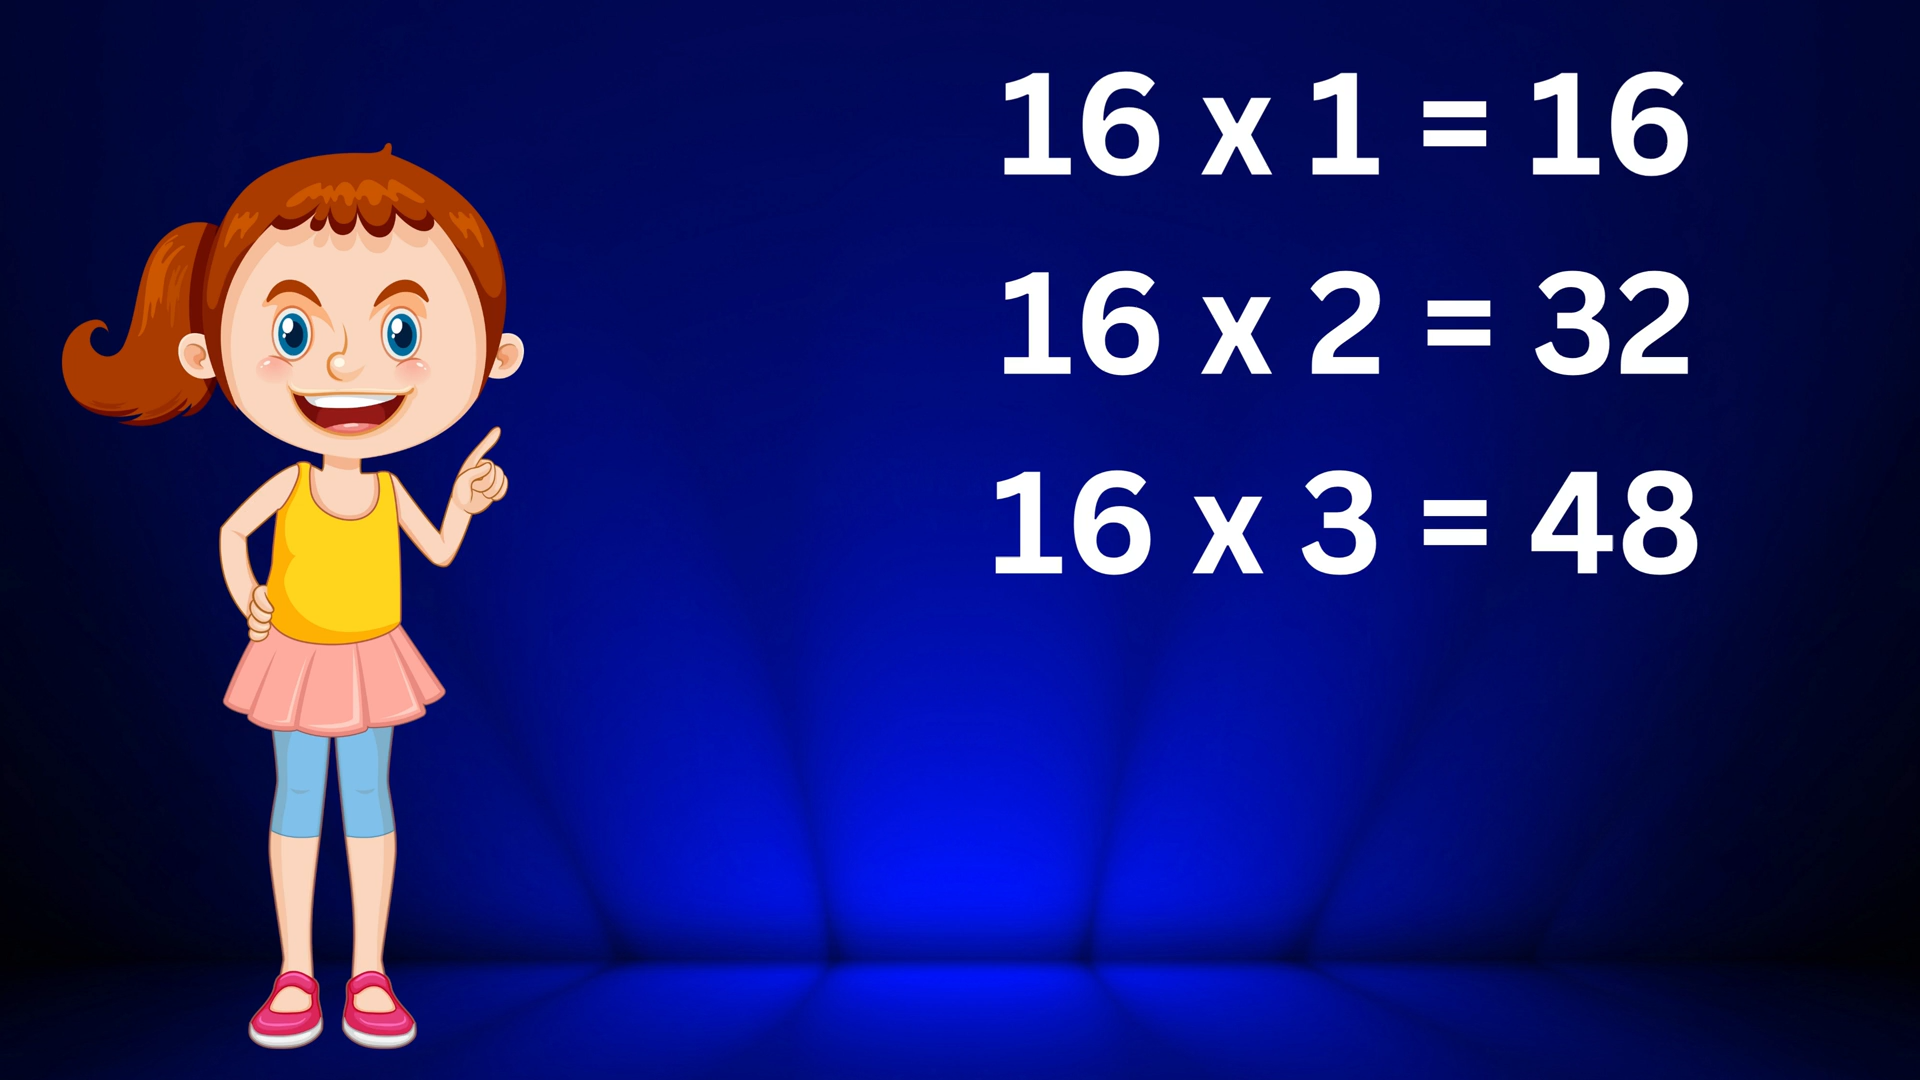 16 x 1 = 16
16 x 2 = 32
16 x 3 = 48